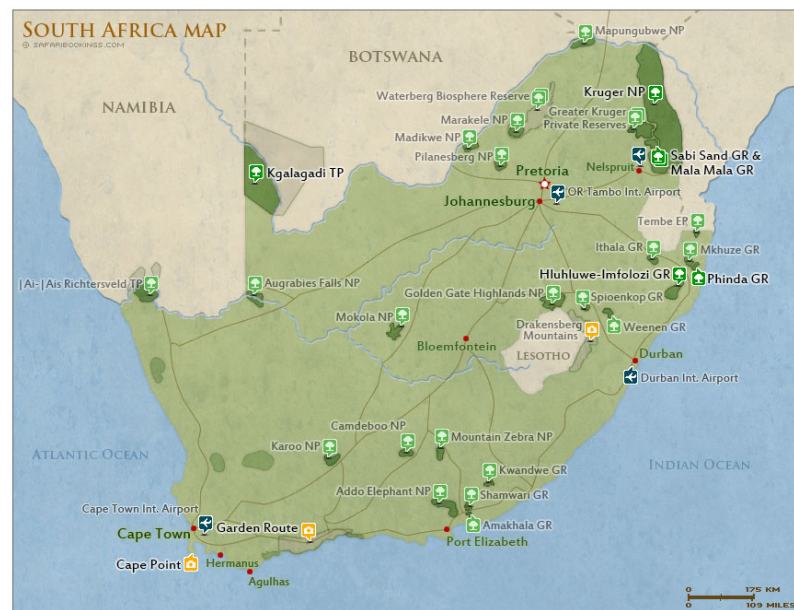 SOUTH AFRICA MAP
© SAFARIBOOKINGS.COM
Mapungubwe NP
BOTSWANA
Kruger NP
Waterberg Biosphere Reserve
NAMIBIA
Greater Kruger
Private Reserves
Marakele NP
Madikwe NP
Pilanesberg NP
Sabi Sand GR &
Mala Mala GR
Nelspruit
Kgalagadi TP
Pretoria
OR Tambo Int. Airport
Johannesburg
Tembe EP
Ithala GR
Mkhuze GR
Hluhluwe-Imfolozi GR
Phinda GR
|Ai-|Ais Richtersveld TP
Augrabies Falls NP
Golden Gate Highlands NP
Spioenkop GR
Mokola NP
Drakensberg
Mountains
Weenen GR
Bloemfontein
LESOTHO
Durban
Durban Int. Airport
Camdeboo NP
Mountain Zebra NP
Karoo NP
ATLANTIC OCEAN
INDIAN OCEAN
Kwandwe GR
Addo Elephant NP
Shamwari GR
Cape Town Int. Airport
Amakhala GR
Garden Route
Cape Town
Port Elizabeth
Cape Point
Hermanus
Agulhas
0 175 KM
0 109 MILES